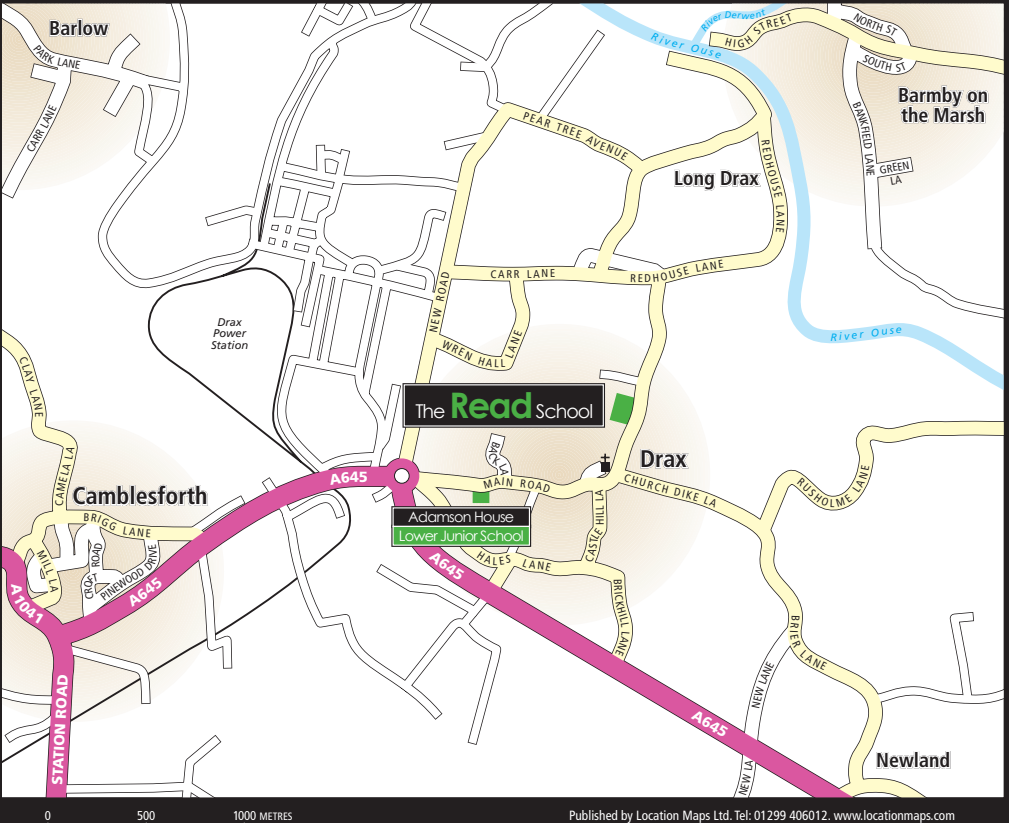 Barlow
PARK LANE
CARR LANE
River Derwent
River Ouse
HIGH STREET
NORTH ST
SOUTH ST
Barmby on
the Marsh
BANKFIELD LANE
GREEN
LA
PEAR TREE AVENUE
Long Drax
REDHOUSE LANE
CARR LANE
REDHOUSE LANE
NEW ROAD
WREN HALL LANE
Drax
Power
Station
River Ouse
CLAY LANE
The Read School
BACK LA
Drax
CAMELA LA
Camblesforth
A645
MAIN ROAD
CHURCH DIKE LA
RUSHOLME LANE
BRIGG LANE
Adamson House
Lower Junior School
CASTLE HILL LA
MILL LA
CROFT ROAD
PINEWOOD DRIVE
A645
A645
HALES LANE
BRICKHILL LANE
A1041
BRIER LANE
NEW LANE
STATION ROAD
A645
NEW LA
Newland
0 500 1000 METRES
Published by Location Maps Ltd. Tel: 01299 406012. www.locationmaps.com